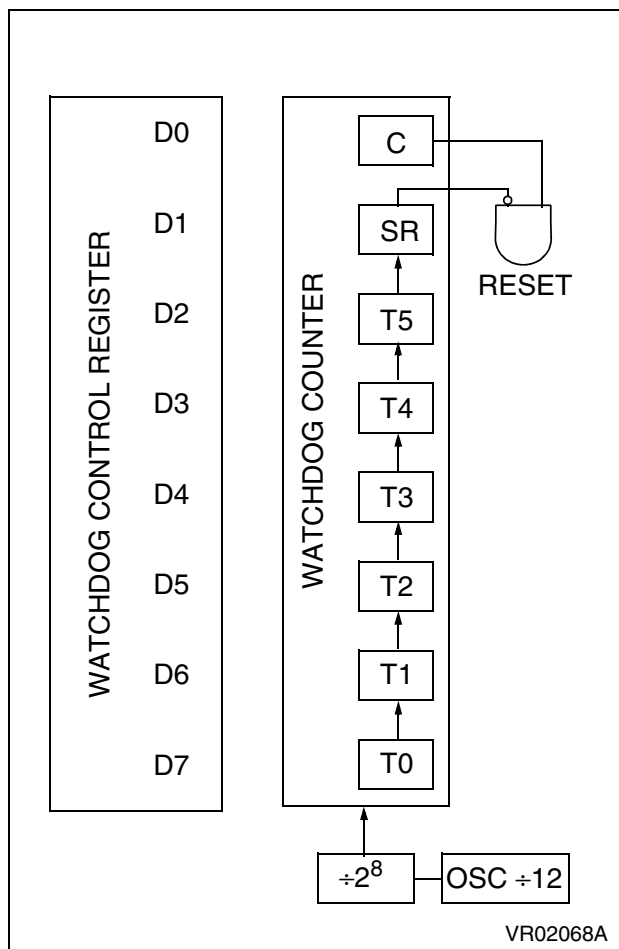 WATCHDOG CONTROL REGISTER
D0
D1
D2
D3
D4
D5
D6
D7
WATCHDOG COUNTER
C
SR
T5
T4
T3
T2
T1
T0
RESET
÷2⁸
OSC ÷12
VR02068A